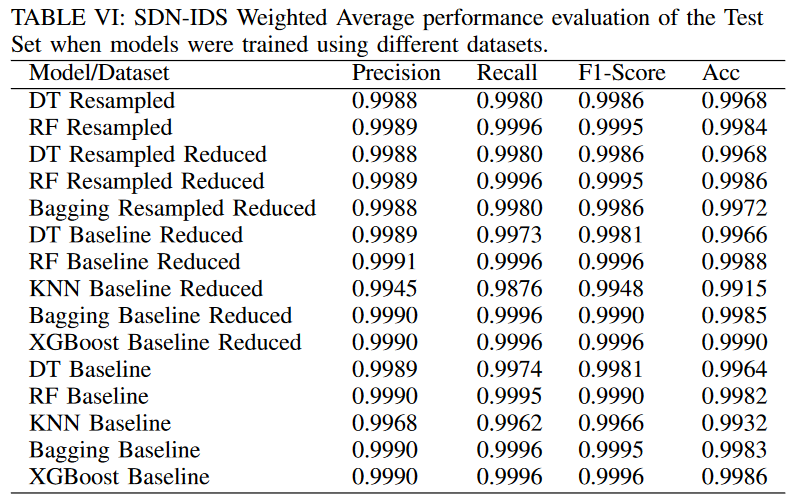 TABLE VI: SDN-IDS Weighted Average performance evaluation of the Test
Set when models were trained using different datasets.
Model/Dataset Precision Recall F1-Score Acc
DT Resampled 0.9988 0.9980 0.9986 0.9968
RF Resampled 0.9989 0.9996 0.9995 0.9984
DT Resampled Reduced 0.9988 0.9980 0.9986 0.9968
RF Resampled Reduced 0.9989 0.9996 0.9995 0.9986
Bagging Resampled Reduced 0.9988 0.9980 0.9986 0.9972
DT Baseline Reduced 0.9989 0.9973 0.9981 0.9966
RF Baseline Reduced 0.9991 0.9996 0.9996 0.9988
KNN Baseline Reduced 0.9945 0.9876 0.9948 0.9915
Bagging Baseline Reduced 0.9990 0.9996 0.9990 0.9985
XGBoost Baseline Reduced 0.9990 0.9996 0.9996 0.9990
DT Baseline 0.9989 0.9974 0.9981 0.9964
RF Baseline 0.9990 0.9995 0.9990 0.9982
KNN Baseline 0.9968 0.9962 0.9966 0.9932
Bagging Baseline 0.9990 0.9996 0.9995 0.9983
XGBoost Baseline 0.9990 0.9996 0.9996 0.9986